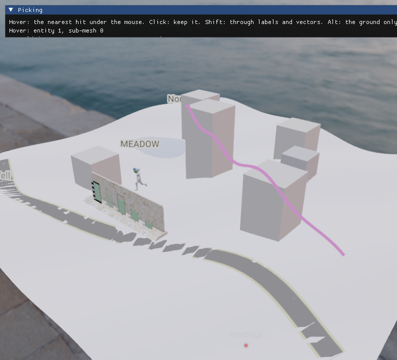 Picking
Hover: the nearest hit under the mouse. Click: keep it. Shift: through labels and vectors. Alt: the ground only
Hover: entity 1, sub-mesh 0
MEADOW